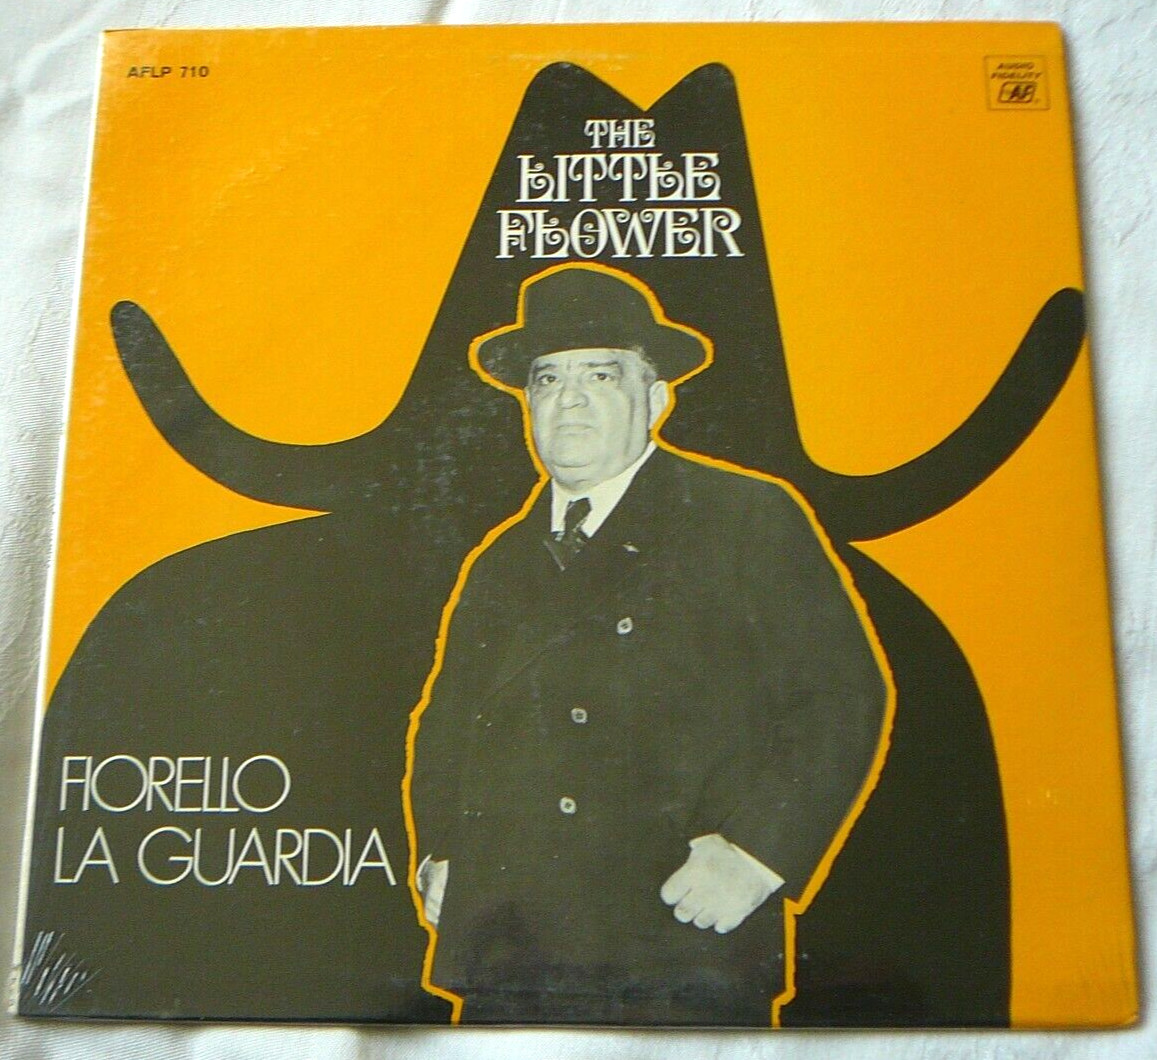 AFLP 710
AUDIO
FIDELITY
AF
THE
LITTLE
FLOWER
FIORELLO
LA GUARDIA